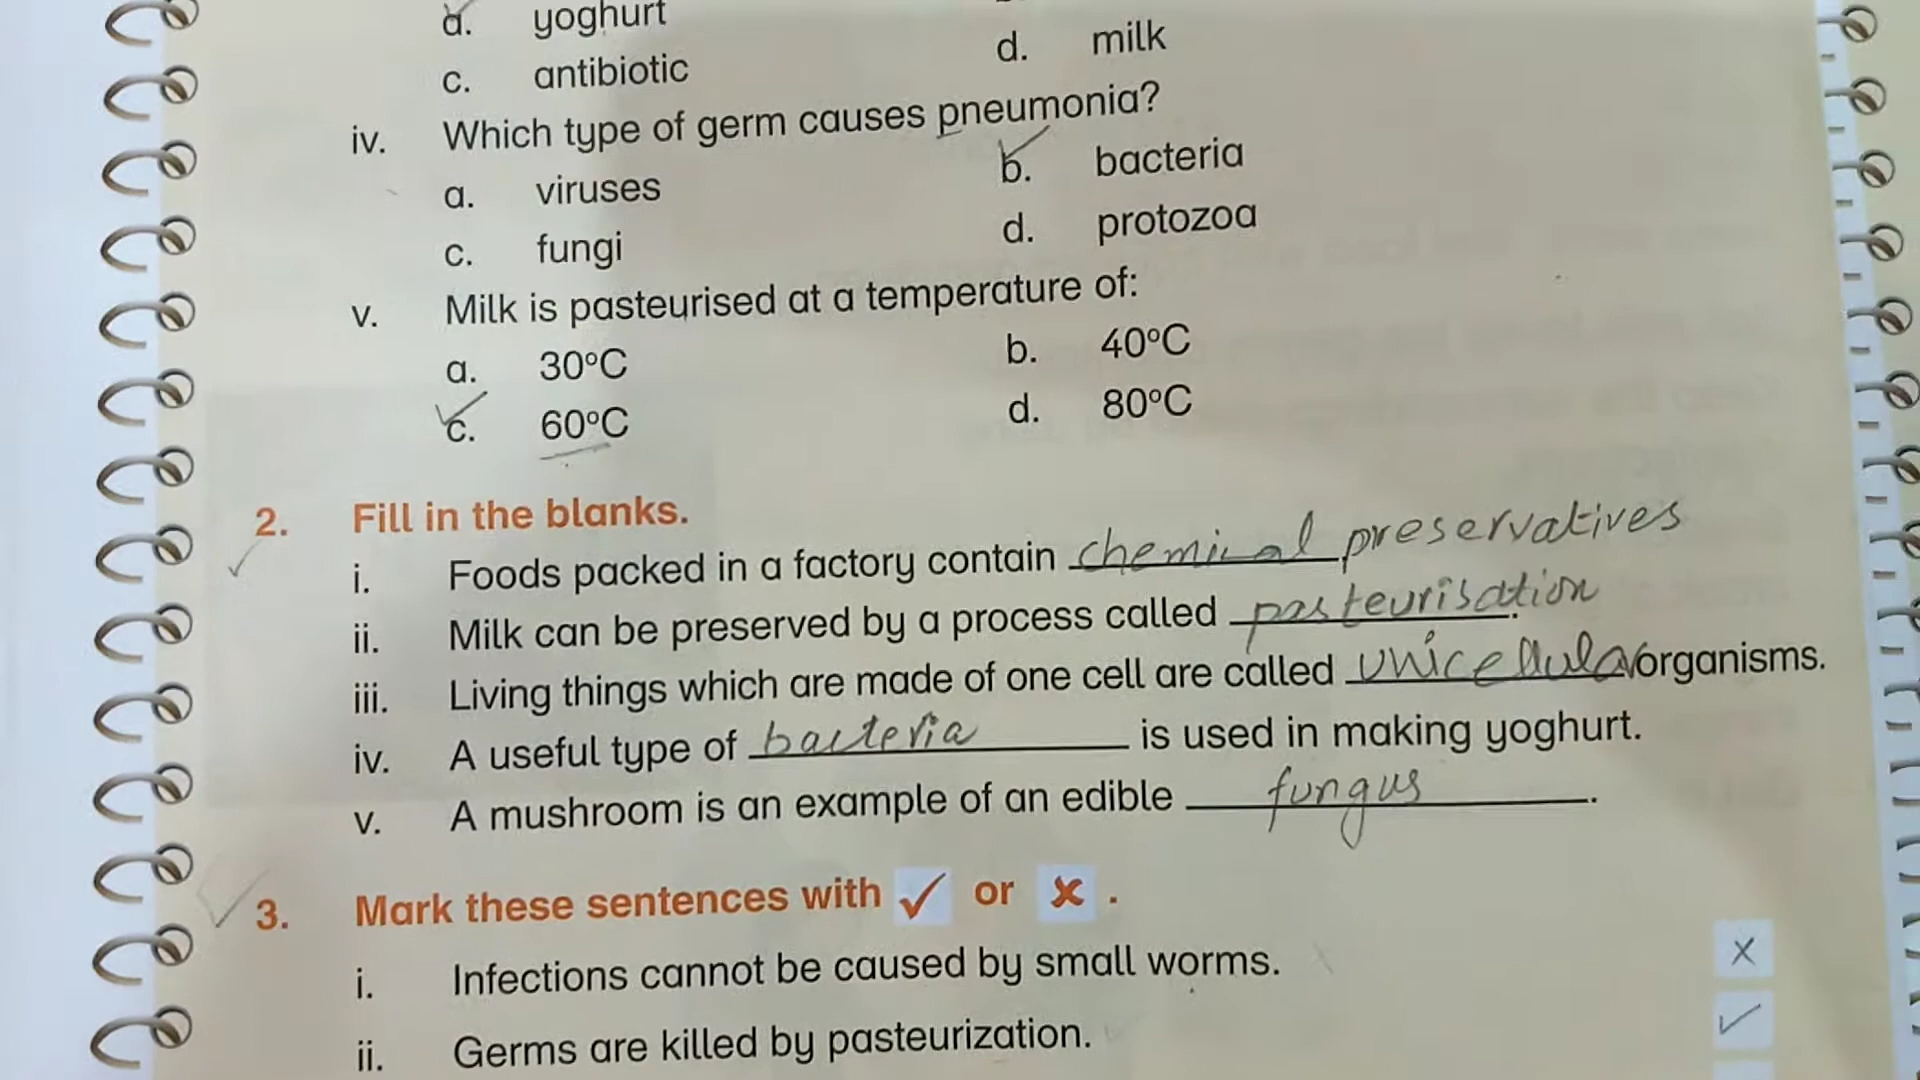 a. yoghurt
c. antibiotic d. milk
iv. Which type of germ causes pneumonia?
a. viruses b. bacteria
c. fungi d. protozoa
v. Milk is pasteurised at a temperature of:
a. 30°C b. 40°C
c. 60°C d. 80°C
2. Fill in the blanks.
i. Foods packed in a factory contain chemical preservatives
ii. Milk can be preserved by a process called pasteurisation.
iii. Living things which are made of one cell are called unicellular organisms.
iv. A useful type of bacteria is used in making yoghurt.
v. A mushroom is an example of an edible fungus.
3. Mark these sentences with ✓ or ✗.
i. Infections cannot be caused by small worms. ✗
ii. Germs are killed by pasteurization. ✓